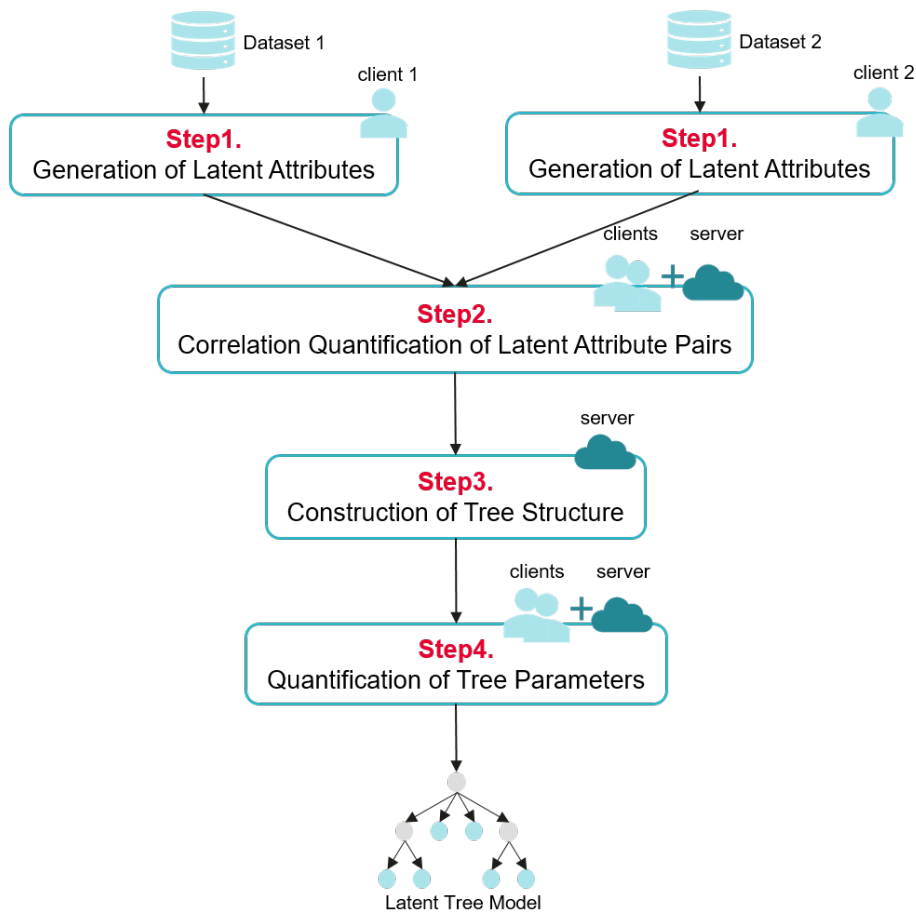 Dataset 1
Dataset 2
client 1
client 2
Step1.
Generation of Latent Attributes
Step1.
Generation of Latent Attributes
clients
server
Step2.
Correlation Quantification of Latent Attribute Pairs
server
Step3.
Construction of Tree Structure
clients
server
Step4.
Quantification of Tree Parameters
Latent Tree Model